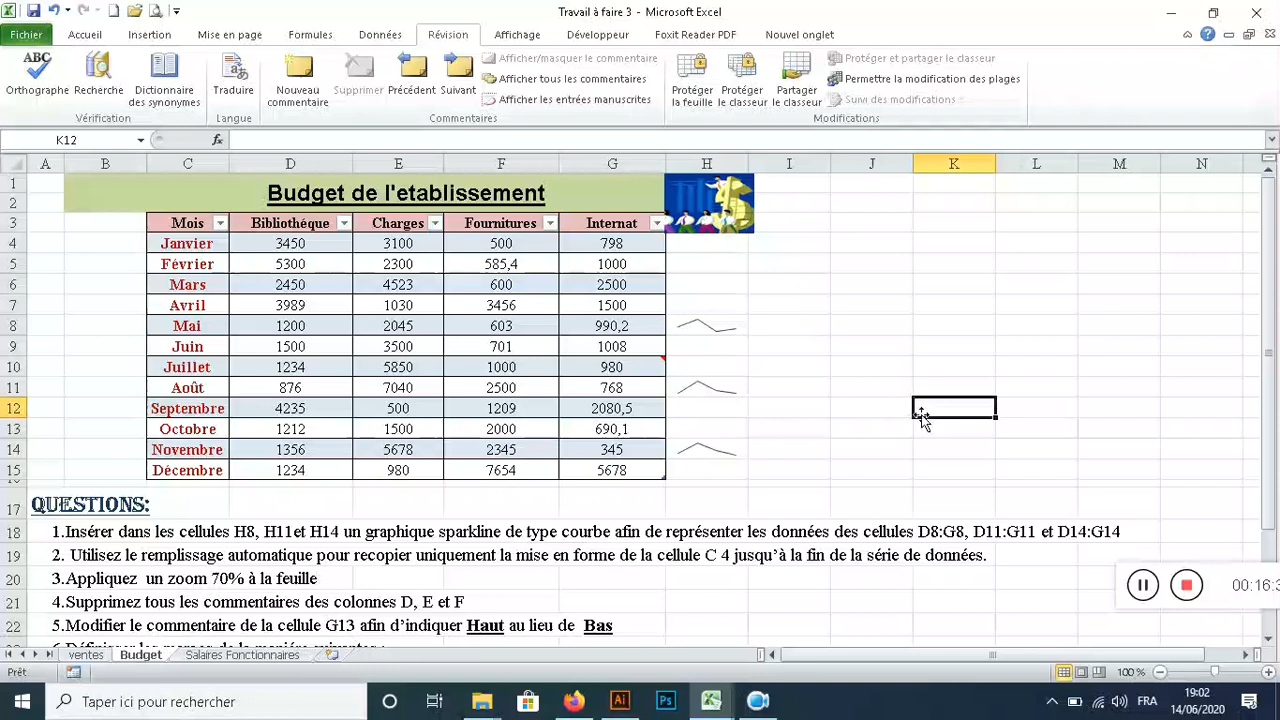 Travail à faire 3 - Microsoft Excel
Fichier Accueil Insertion Mise en page Formules Données Révision Affichage Développeur Foxit Reader PDF Nouvel onglet
ABC
Orthographe Recherche Dictionnaire des synonymes Traduire Nouveau commentaire Supprimer Précédent Suivant
Afficher/masquer le commentaire
Afficher tous les commentaires
Afficher les entrées manuscrites
Protéger la feuille Protéger le classeur Partager le classeur
Protéger et partager le classeur
Permettre la modification des plages
Suivi des modifications
Vérification Langue Commentaires Modifications
K12 fx
A B C D E F G H I J K L M N
1 Budget de l'etablissement
2
3 Mois Bibliothéque Charges Fournitures Internat
4 Janvier 3450 3100 500 798
5 Février 5300 2300 585,4 1000
6 Mars 2450 4523 600 2500
7 Avril 3989 1030 3456 1500
8 Mai 1200 2045 603 990,2
9 Juin 1500 3500 701 1008
10 Juillet 1234 5850 1000 980
11 Août 876 7040 2500 768
12 Septembre 4235 500 1209 2080,5
13 Octobre 1212 1500 2000 690,1
14 Novembre 1356 5678 2345 345
15 Décembre 1234 980 7654 5678
17 QUESTIONS:
18 1.Insérer dans les cellules H8, H11et H14 un graphique sparkline de type courbe afin de représenter les données des cellules D8:G8, D11:G11 et D14:G14
19 2. Utilisez le remplissage automatique pour recopier uniquement la mise en forme de la cellule C 4 jusqu'à la fin de la série de données.
20 3.Appliquez un zoom 70% à la feuille
21 4.Supprimez tous les commentaires des colonnes D, E et F
22 5.Modifier le commentaire de la cellule G13 afin d'indiquer Haut au lieu de Bas
00:16:3
ventes Budget Salaires Fonctionnaires
Prêt 100 %
Taper ici pour rechercher
Ai Ps
FRA
19:02
14/06/2020